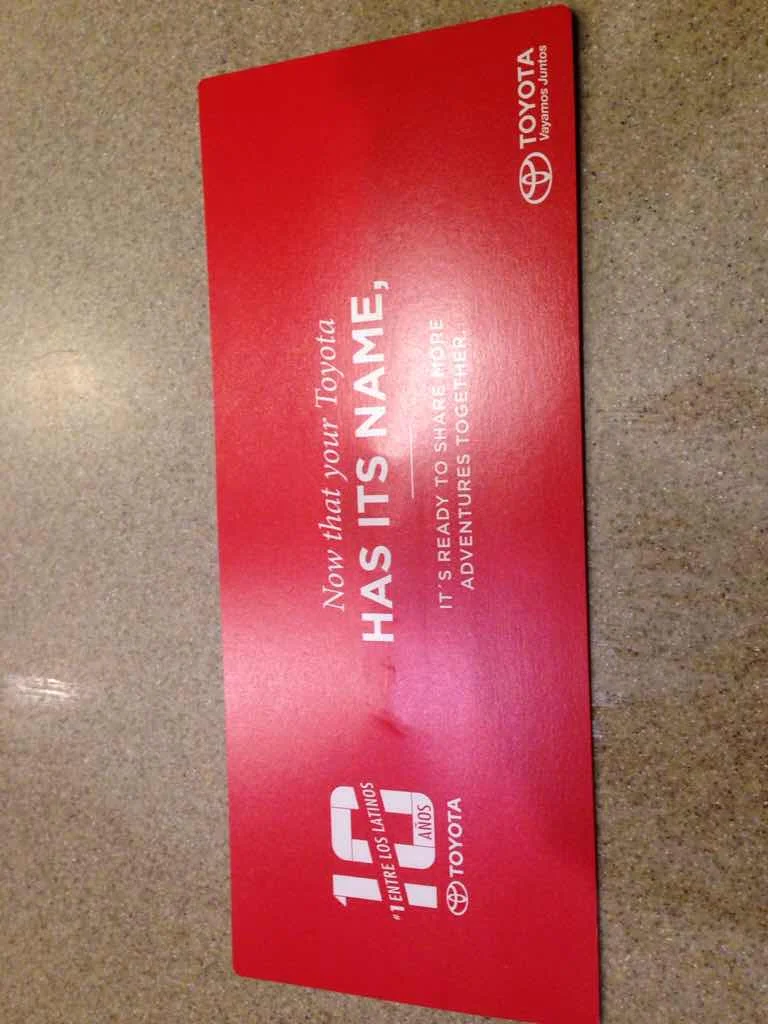 Now that your Toyota
HAS ITS NAME,
IT´S READY TO SHARE MORE
ADVENTURES TOGETHER.
10
#1 ENTRE LOS LATINOS
AÑOS
TOYOTA
TOYOTA
Vayamos Juntos